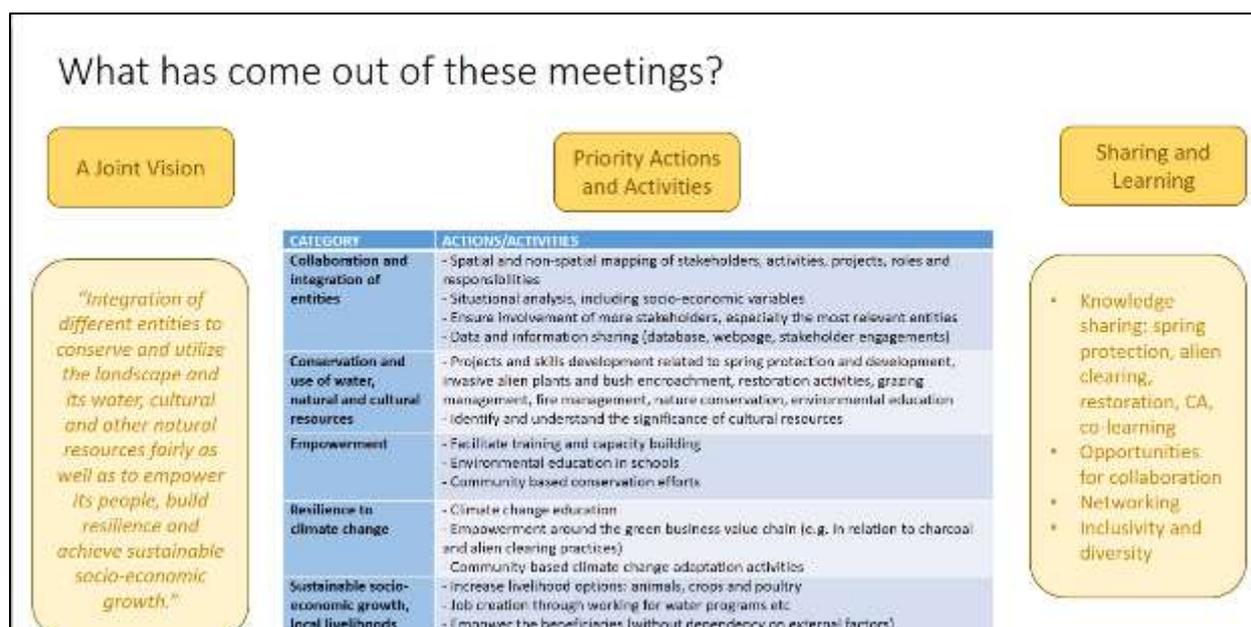 What has come out of these meetings?
A Joint Vision
"Integration of
different entities to
conserve and utilize
the landscape and
its water, cultural
and other natural
resources fairly as
well as to empower
its people, build
resilience and
achieve sustainable
socio-economic
growth."
Priority Actions
and Activities
CATEGORY ACTIONS/ACTIVITIES
Collaboration and
integration of
entities
- Spatial and non-spatial mapping of stakeholders, activities, projects, roles and
responsibilities
- Situational analysis, including socio-economic variables
- Ensure involvement of more stakeholders, especially the most relevant entities
- Data and information sharing (database, webpage, stakeholder engagements)
Conservation and
use of water,
natural and cultural
resources
- Projects and skills development related to spring protection and development,
invasive alien plants and bush encroachment, restoration activities, grazing
management, fire management, nature conservation, environmental education
- Identify and understand the significance of cultural resources
Empowerment
- Facilitate training and capacity building
- Environmental education in schools
- Community based conservation efforts
Resilience to
climate change
- Climate change education
- Empowerment around the green business value chain (e.g. in relation to charcoal
and alien clearing practices)
- Community-based climate change adaptation activities
Sustainable socio-
economic growth,
local livelihoods
- Increase livelihood options: animals, crops and poultry
- Job creation through working for water programs etc
- Empower the beneficiaries (without dependency on external factors)
Sharing and
Learning
• Knowledge
sharing: spring
protection, alien
clearing,
restoration, CA,
co-learning
• Opportunities
for collaboration
• Networking
• Inclusivity and
diversity